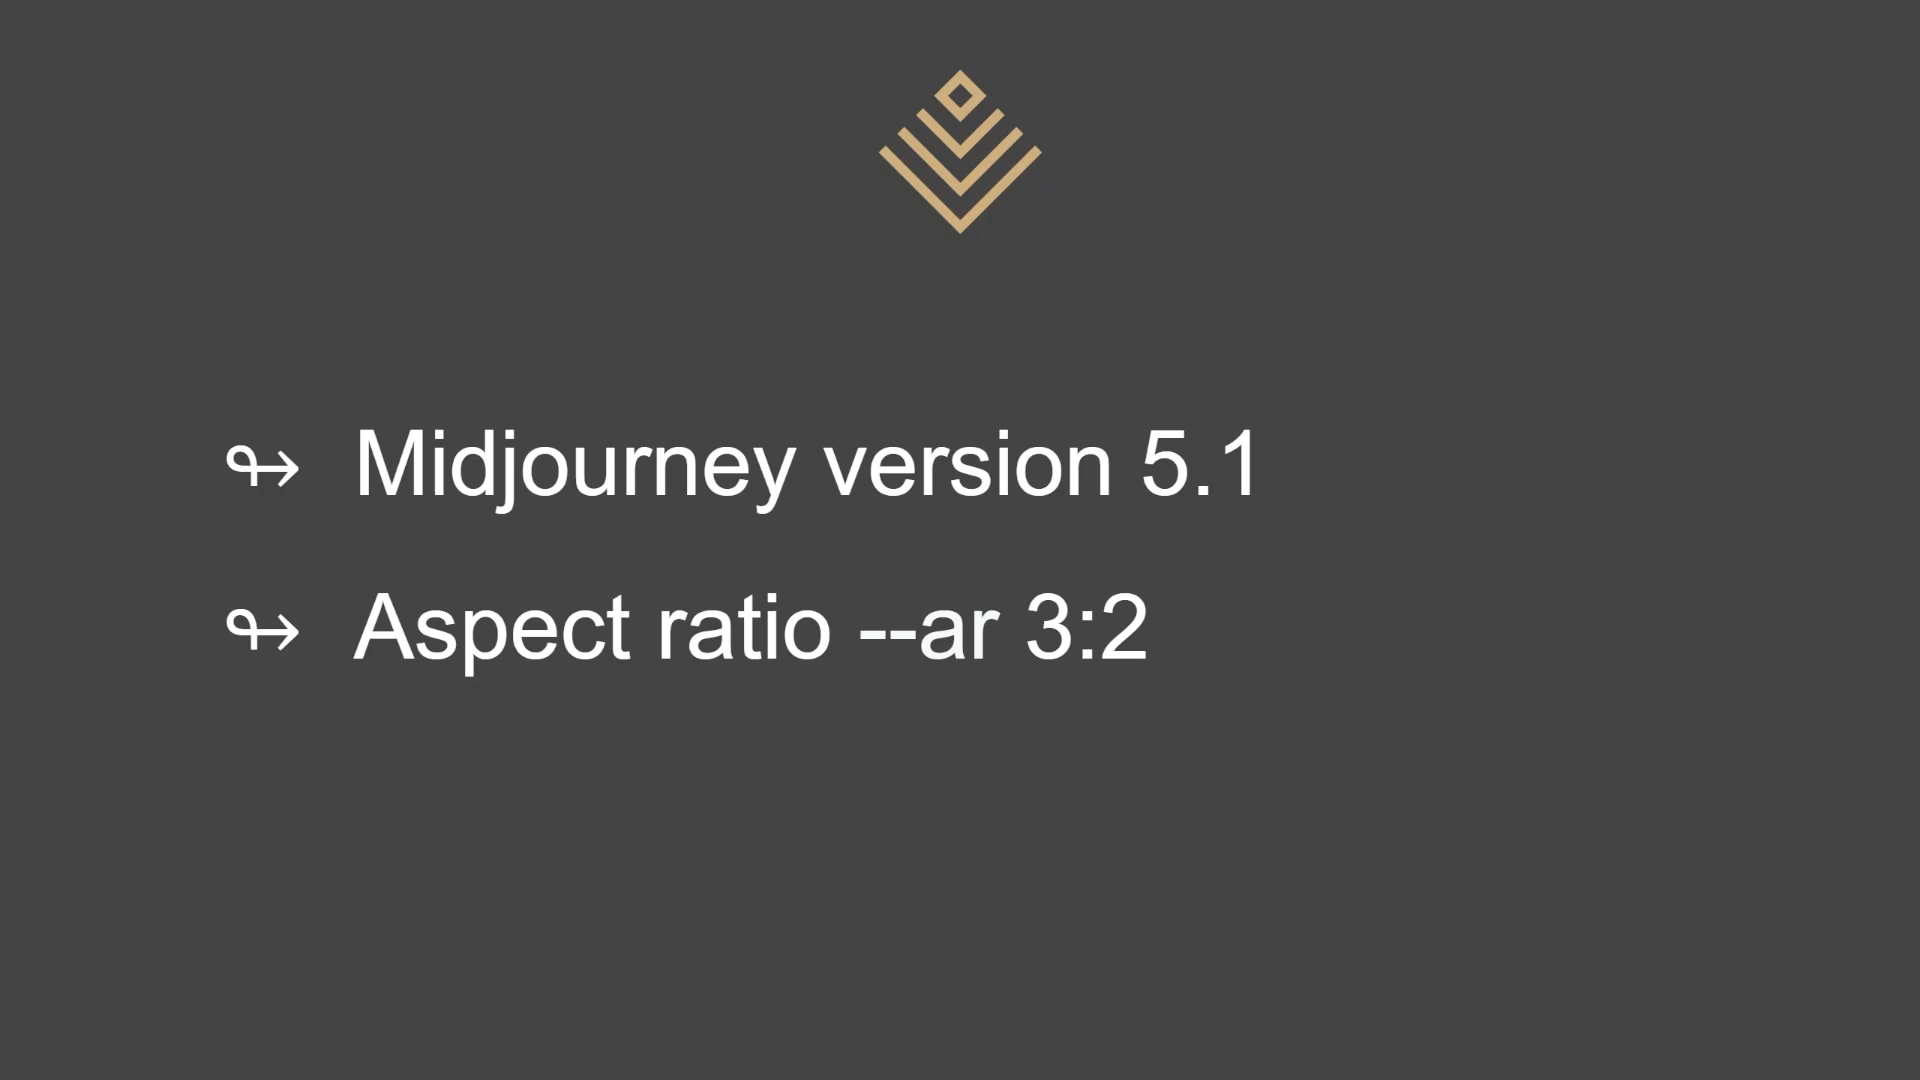 ↬ Midjourney version 5.1
↬ Aspect ratio --ar 3:2